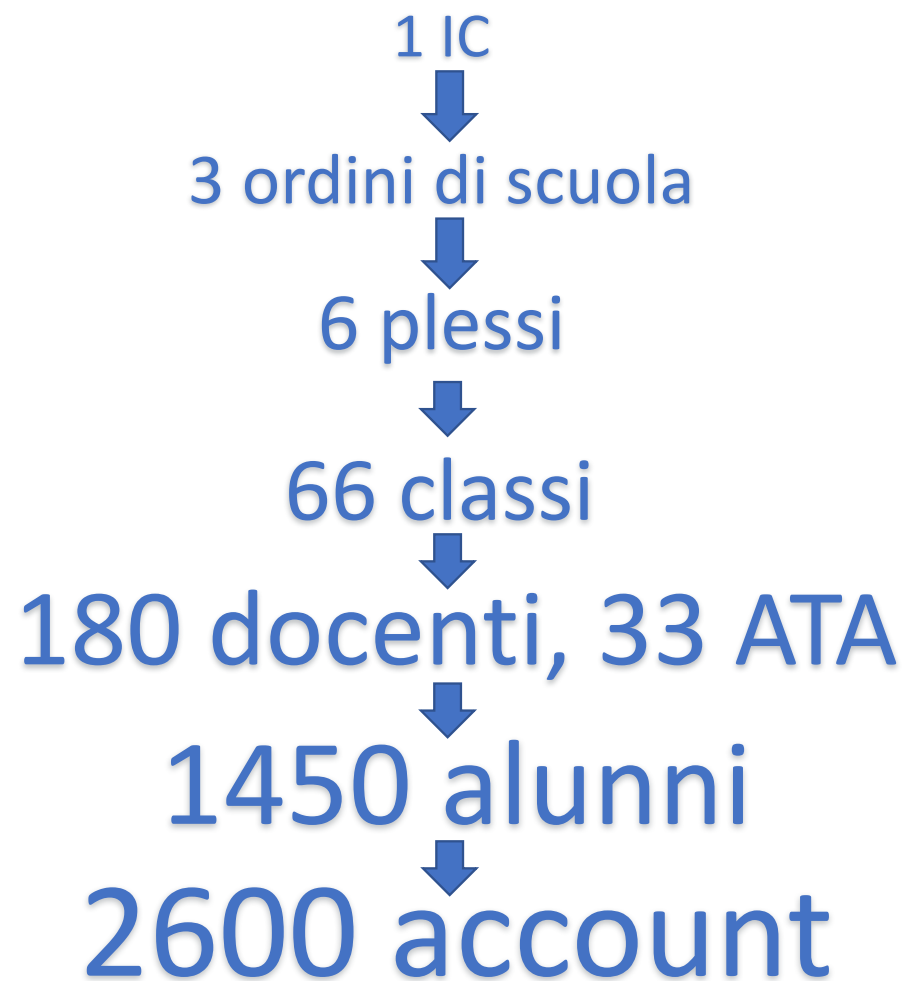 1 IC
3 ordini di scuola
6 plessi
66 classi
180 docenti, 33 ATA
1450 alunni
2600 account